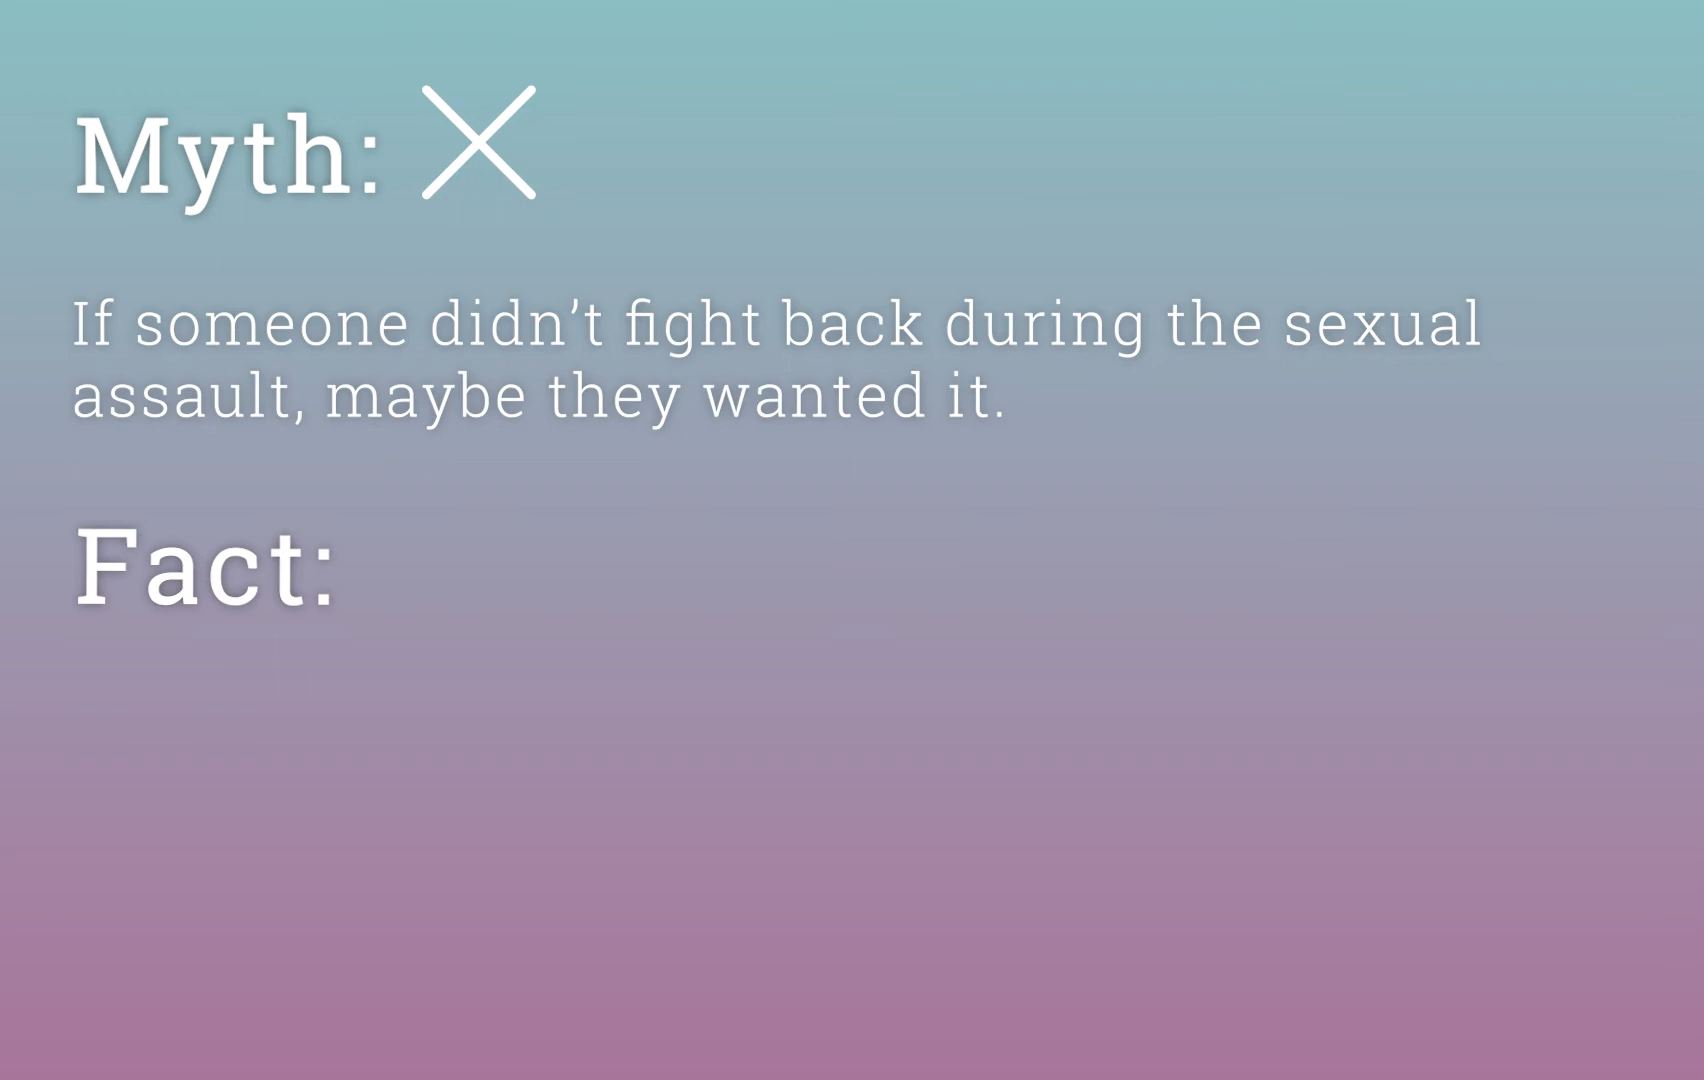 Myth:
If someone didn’t fight back during the sexual
assault, maybe they wanted it.
Fact: